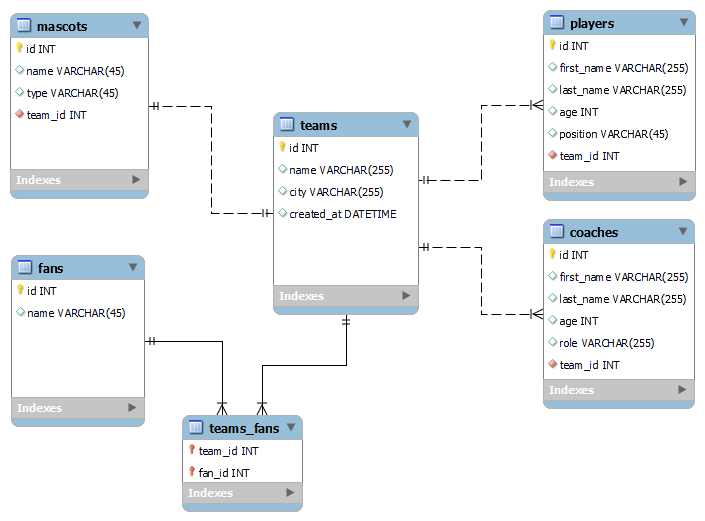 mascots
id INT
name VARCHAR(45)
type VARCHAR(45)
team_id INT
Indexes
teams
id INT
name VARCHAR(255)
city VARCHAR(255)
created_at DATETIME
Indexes
players
id INT
first_name VARCHAR(255)
last_name VARCHAR(255)
age INT
position VARCHAR(45)
team_id INT
Indexes
fans
id INT
name VARCHAR(45)
Indexes
coaches
id INT
first_name VARCHAR(255)
last_name VARCHAR(255)
age INT
role VARCHAR(255)
team_id INT
Indexes
teams_fans
team_id INT
fan_id INT
Indexes